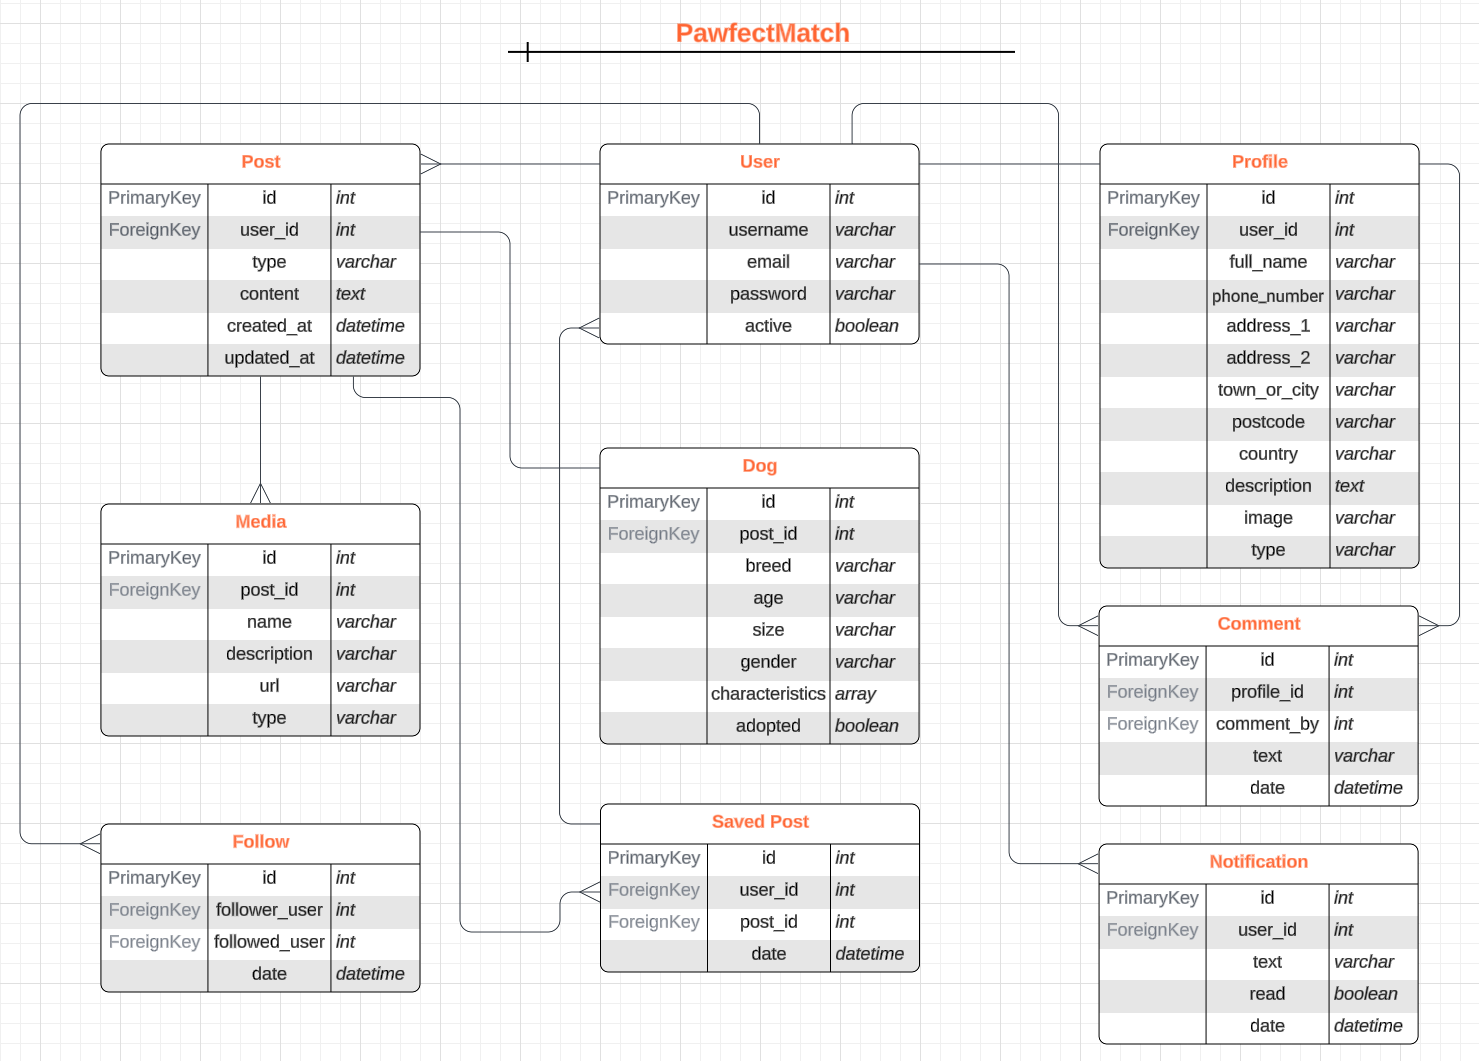 PawfectMatch
Post
PrimaryKey id int
ForeignKey user_id int
type varchar
content text
created_at datetime
updated_at datetime
User
PrimaryKey id int
username varchar
email varchar
password varchar
active boolean
Profile
PrimaryKey id int
ForeignKey user_id int
full_name varchar
phone_number varchar
address_1 varchar
address_2 varchar
town_or_city varchar
postcode varchar
country varchar
description text
image varchar
type varchar
Media
PrimaryKey id int
ForeignKey post_id int
name varchar
description varchar
url varchar
type varchar
Dog
PrimaryKey id int
ForeignKey post_id int
breed varchar
age varchar
size varchar
gender varchar
characteristics array
adopted boolean
Comment
PrimaryKey id int
ForeignKey profile_id int
ForeignKey comment_by int
text varchar
date datetime
Follow
PrimaryKey id int
ForeignKey follower_user int
ForeignKey followed_user int
date datetime
Saved Post
PrimaryKey id int
ForeignKey user_id int
ForeignKey post_id int
date datetime
Notification
PrimaryKey id int
ForeignKey user_id int
text varchar
read boolean
date datetime